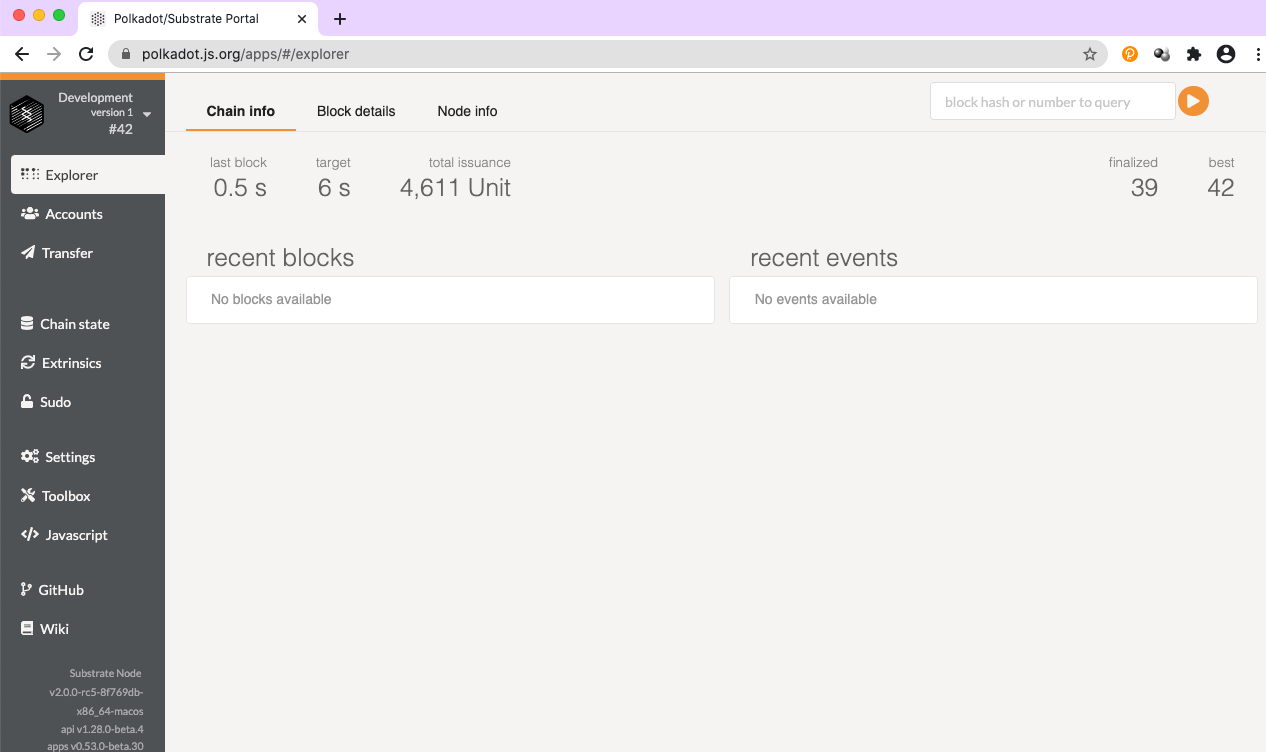 Polkadot/Substrate Portal
polkadot.js.org/apps/#/explorer
Development
version 1
#42
Explorer
Accounts
Transfer
Chain state
Extrinsics
Sudo
Settings
Toolbox
Javascript
GitHub
Wiki
Substrate Node
v2.0.0-rc5-8f769db-
x86_64-macos
api v1.28.0-beta.4
apps v0.53.0-beta.30
Chain info Block details Node info
block hash or number to query
last block target total issuance finalized best
0.5 s 6 s 4,611 Unit 39 42
recent blocks
No blocks available
recent events
No events available